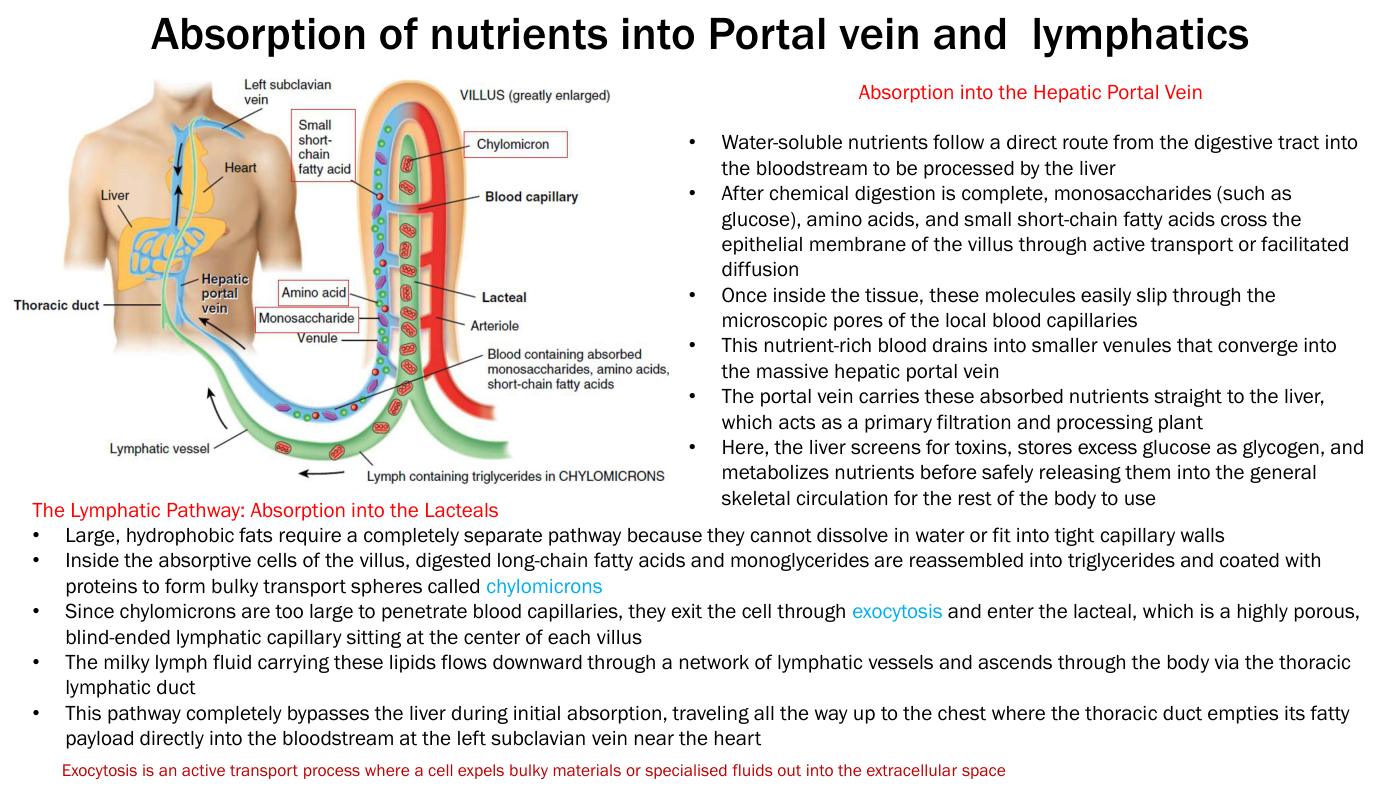 Absorption of nutrients into Portal vein and  lymphatics
Left subclavian
vein
VILLUS (greatly enlarged)
Small
short-
chain
fatty acid
Chylomicron
Heart
Liver
Blood capillary
Hepatic
portal
vein
Amino acid
Lacteal
Thoracic duct
Monosaccharide
Arteriole
Venule
Blood containing absorbed
monosaccharides, amino acids,
short-chain fatty acids
Lymphatic vessel
Lymph containing triglycerides in CHYLOMICRONS
Absorption into the Hepatic Portal Vein
• Water-soluble nutrients follow a direct route from the digestive tract into
the bloodstream to be processed by the liver
• After chemical digestion is complete, monosaccharides (such as
glucose), amino acids, and small short-chain fatty acids cross the
epithelial membrane of the villus through active transport or facilitated
diffusion
• Once inside the tissue, these molecules easily slip through the
microscopic pores of the local blood capillaries
• This nutrient-rich blood drains into smaller venules that converge into
the massive hepatic portal vein
• The portal vein carries these absorbed nutrients straight to the liver,
which acts as a primary filtration and processing plant
• Here, the liver screens for toxins, stores excess glucose as glycogen, and
metabolizes nutrients before safely releasing them into the general
skeletal circulation for the rest of the body to use
The Lymphatic Pathway: Absorption into the Lacteals
• Large, hydrophobic fats require a completely separate pathway because they cannot dissolve in water or fit into tight capillary walls
• Inside the absorptive cells of the villus, digested long-chain fatty acids and monoglycerides are reassembled into triglycerides and coated with
proteins to form bulky transport spheres called chylomicrons
• Since chylomicrons are too large to penetrate blood capillaries, they exit the cell through exocytosis and enter the lacteal, which is a highly porous,
blind-ended lymphatic capillary sitting at the center of each villus
• The milky lymph fluid carrying these lipids flows downward through a network of lymphatic vessels and ascends through the body via the thoracic
lymphatic duct
• This pathway completely bypasses the liver during initial absorption, traveling all the way up to the chest where the thoracic duct empties its fatty
payload directly into the bloodstream at the left subclavian vein near the heart
Exocytosis is an active transport process where a cell expels bulky materials or specialised fluids out into the extracellular space